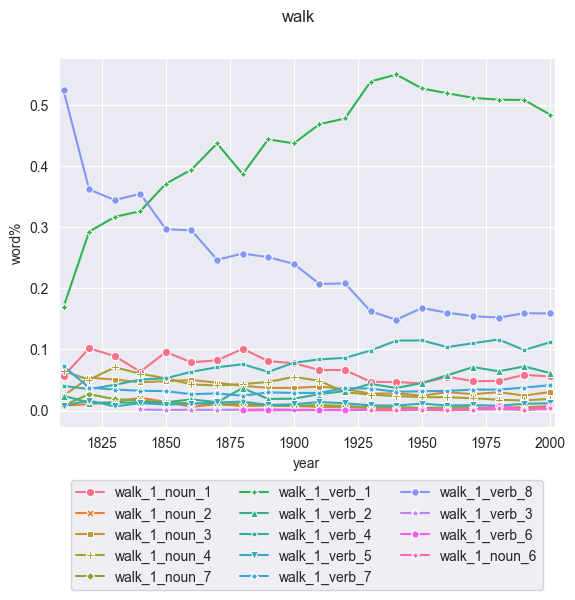 walk
0.5
0.4
0.3
0.2
0.1
0.0
word%
1825 1850 1875 1900 1925 1950 1975 2000
year
walk_1_noun_1 walk_1_verb_1 walk_1_verb_8
walk_1_noun_2 walk_1_verb_2 walk_1_verb_3
walk_1_noun_3 walk_1_verb_4 walk_1_verb_6
walk_1_noun_4 walk_1_verb_5 walk_1_noun_6
walk_1_noun_7 walk_1_verb_7